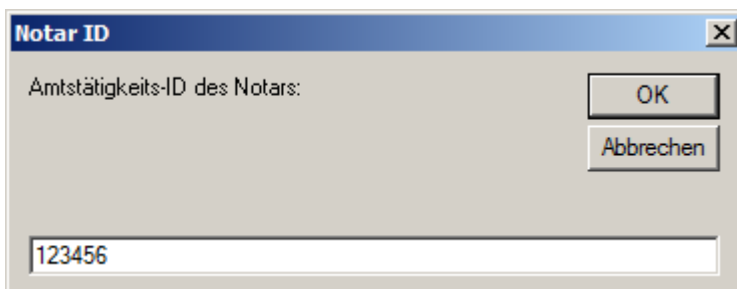 Notar ID
Amtstätigkeits-ID des Notars:
OK
Abbrechen
123456